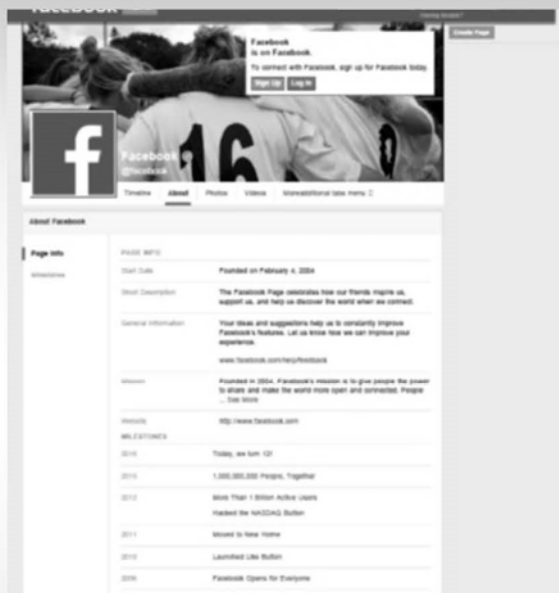 facebook
Create Page
Facebook
is on Facebook.
To connect with Facebook, sign up for Facebook today.
Sign Up Log In
16
Facebook
@facebook
Timeline About Photos Videos
About Facebook
Page Info
Milestones
PAGE INFO
Start Date Founded on February 4, 2004
Short Description The Facebook Page celebrates how our friends inspire us,
support us, and help us discover the world when we connect.
General Information Your ideas and suggestions help us to constantly improve
Facebook's features. Let us know how we can improve your
experience.
www.facebook.com/help/feedback
Mission Founded in 2004, Facebook's mission is to give people the power
to share and make the world more open and connected. People
... See More
Website http://www.facebook.com
MILESTONES
Today, we turn 12!
1,000,000,000 People, Together
2012 More Than 1 Billion Active Users
Hacked the NASDAQ Button
2011 Moved to New Home
2010 Launched Like Button
2006 Facebook Opens for Everyone